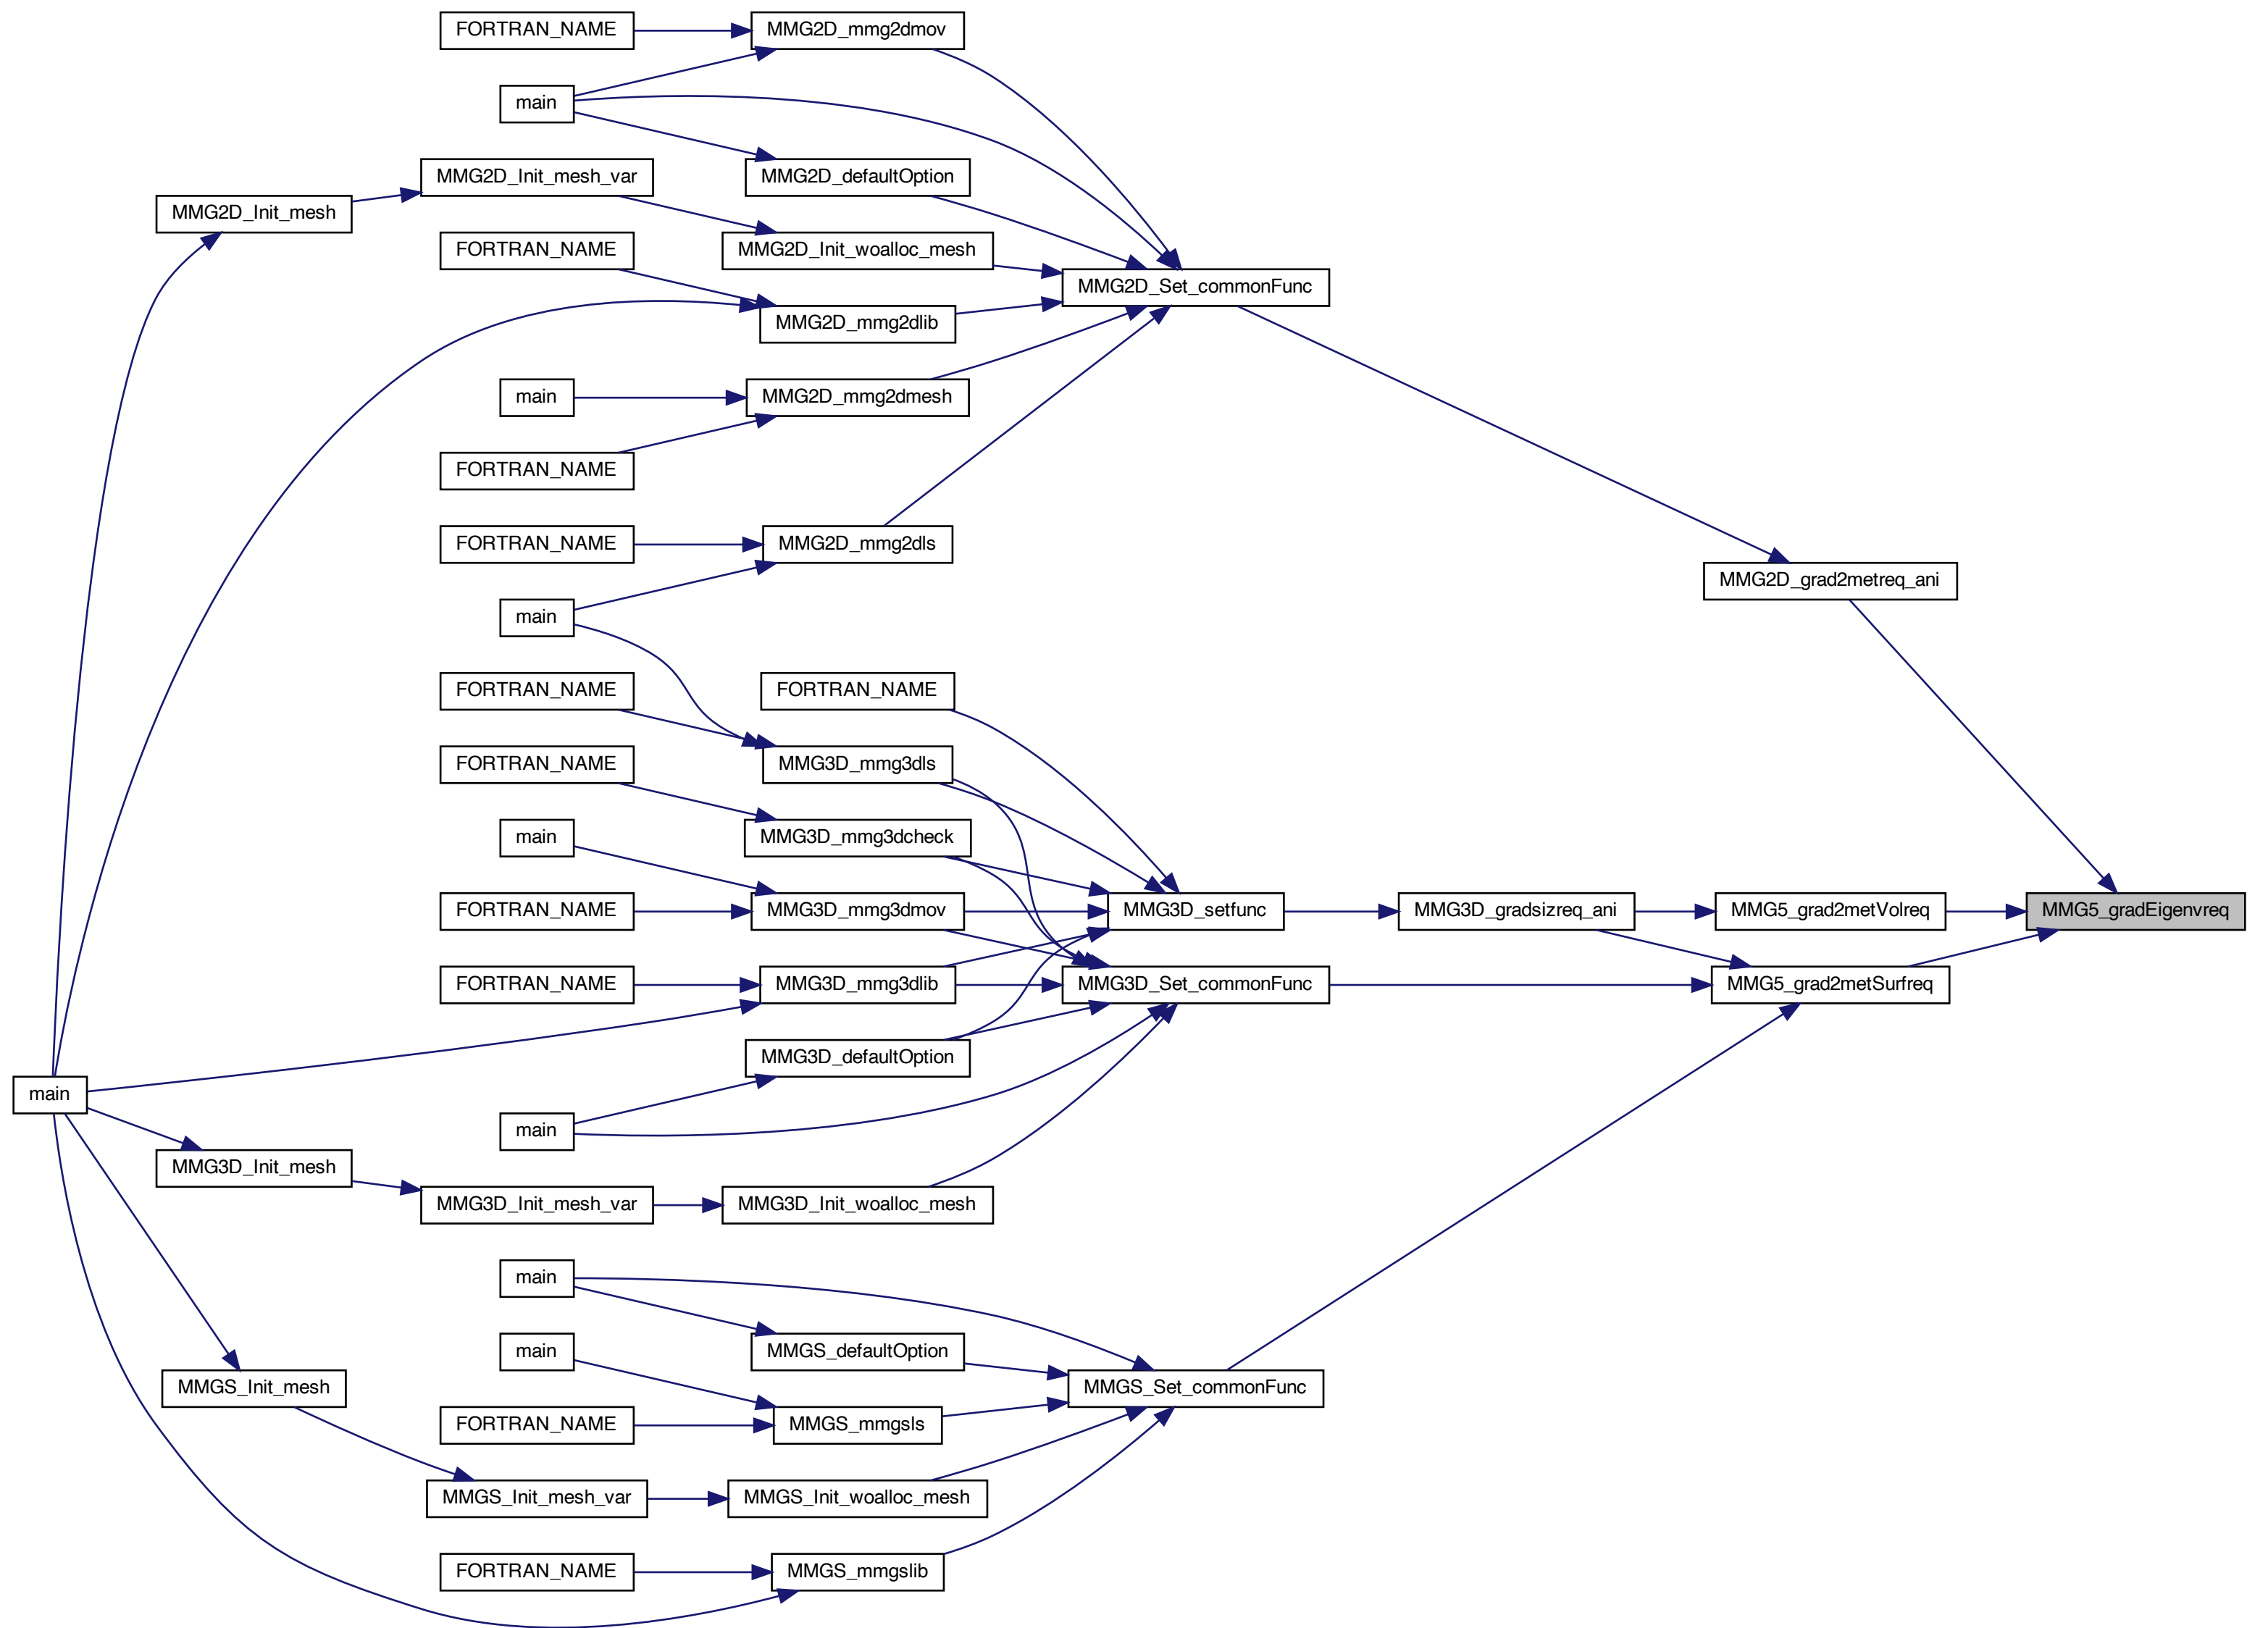 FORTRAN_NAME
MMG2D_mmg2dmov
main
MMG2D_Init_mesh_var
MMG2D_defaultOption
MMG2D_Init_mesh
FORTRAN_NAME
MMG2D_Init_woalloc_mesh
MMG2D_Set_commonFunc
MMG2D_mmg2dlib
main
MMG2D_mmg2dmesh
FORTRAN_NAME
FORTRAN_NAME
MMG2D_mmg2dls
MMG2D_grad2metreq_ani
main
FORTRAN_NAME
FORTRAN_NAME
FORTRAN_NAME
MMG3D_mmg3dls
main
MMG3D_mmg3dcheck
FORTRAN_NAME
MMG3D_mmg3dmov
MMG3D_setfunc
MMG3D_gradsizreq_ani
MMG5_grad2metVolreq
MMG5_gradEigenvreq
FORTRAN_NAME
MMG3D_mmg3dlib
MMG3D_Set_commonFunc
MMG5_grad2metSurfreq
MMG3D_defaultOption
main
main
MMG3D_Init_mesh
MMG3D_Init_mesh_var
MMG3D_Init_woalloc_mesh
main
main
MMGS_defaultOption
MMGS_Init_mesh
MMGS_Set_commonFunc
FORTRAN_NAME
MMGS_mmgsls
MMGS_Init_mesh_var
MMGS_Init_woalloc_mesh
FORTRAN_NAME
MMGS_mmgslib